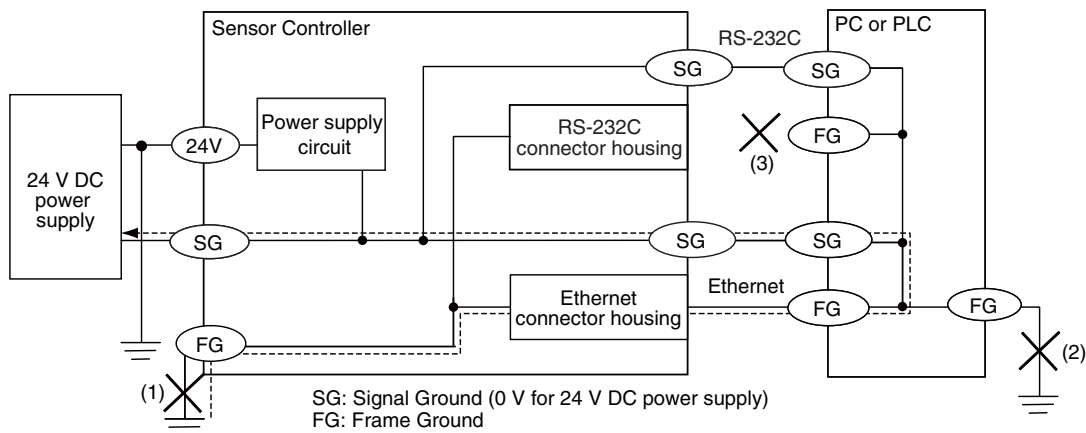 Sensor Controller
RS-232C
PC or PLC
SG
SG
24 V DC
power
supply
24V
Power supply
circuit
RS-232C
connector housing
(3)
FG
SG
SG
SG
Ethernet
connector housing
Ethernet
FG
FG
FG
(1)
(2)
SG: Signal Ground (0 V for 24 V DC power supply)
FG: Frame Ground